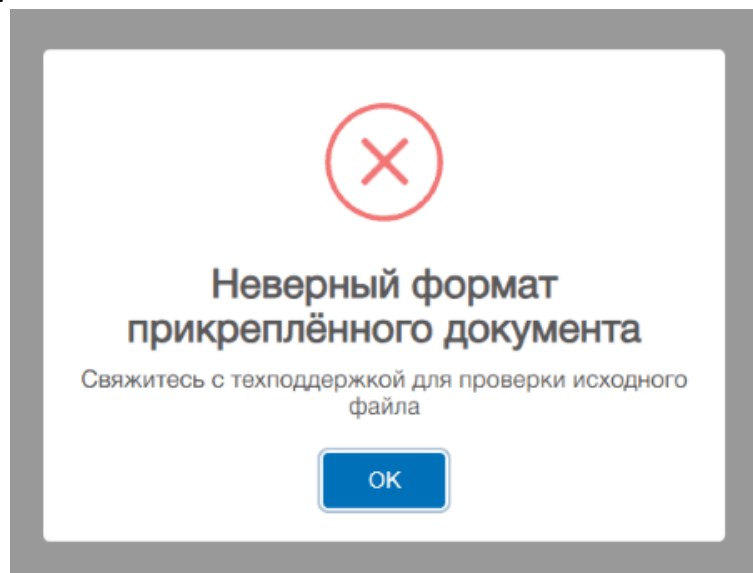 Неверный формат
прикреплённого документа
Свяжитесь с техподдержкой для проверки исходного
файла
OK